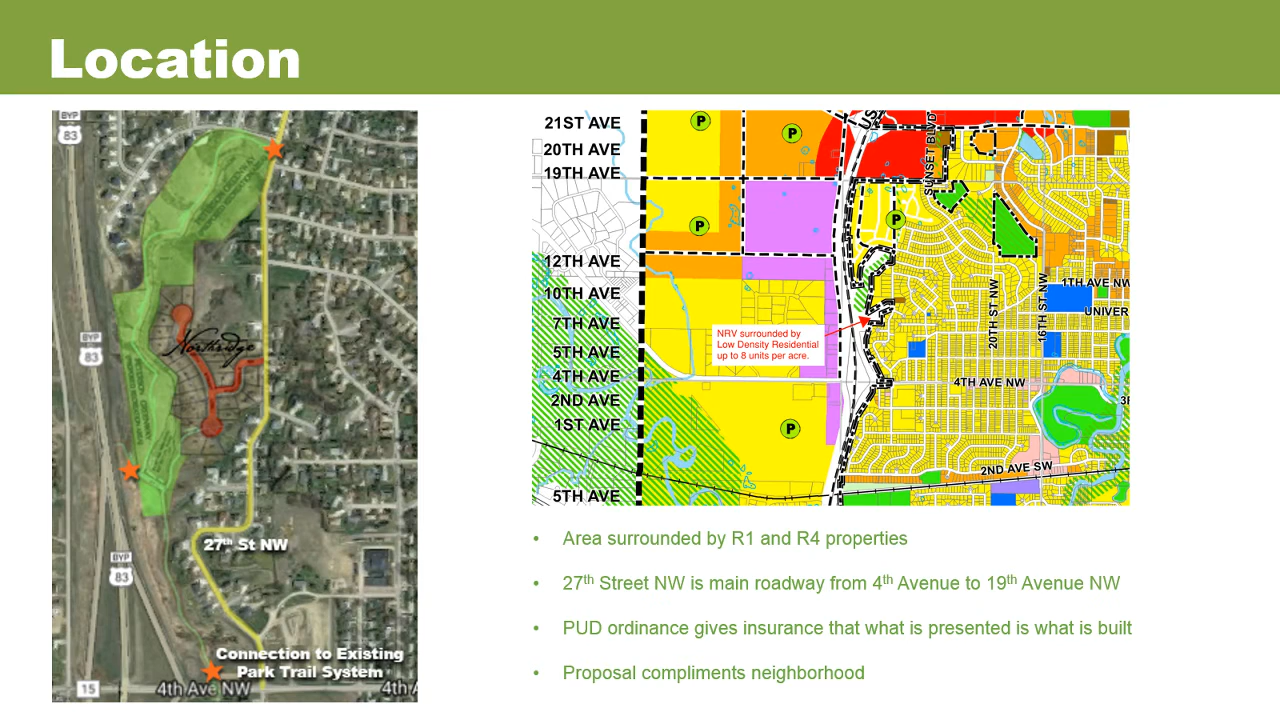 Location
BYP
83
BYP
83
Northridge
27th St NW
BYP
83
Connection to Existing
Park Trail System
15
4th Ave NW
4th A
21ST AVE
20TH AVE
19TH AVE
12TH AVE
10TH AVE
7TH AVE
5TH AVE
4TH AVE
2ND AVE
1ST AVE
5TH AVE
P
P
P
P
P
US
SUNSET BLVD
20TH ST NW
16TH ST NW
1TH AVE NW
UNIVER
4TH AVE NW
2ND AVE SW
NRV surrounded by
Low Density Residential
up to 8 units per acre.
• Area surrounded by R1 and R4 properties
• 27th Street NW is main roadway from 4th Avenue to 19th Avenue NW
• PUD ordinance gives insurance that what is presented is what is built
• Proposal compliments neighborhood